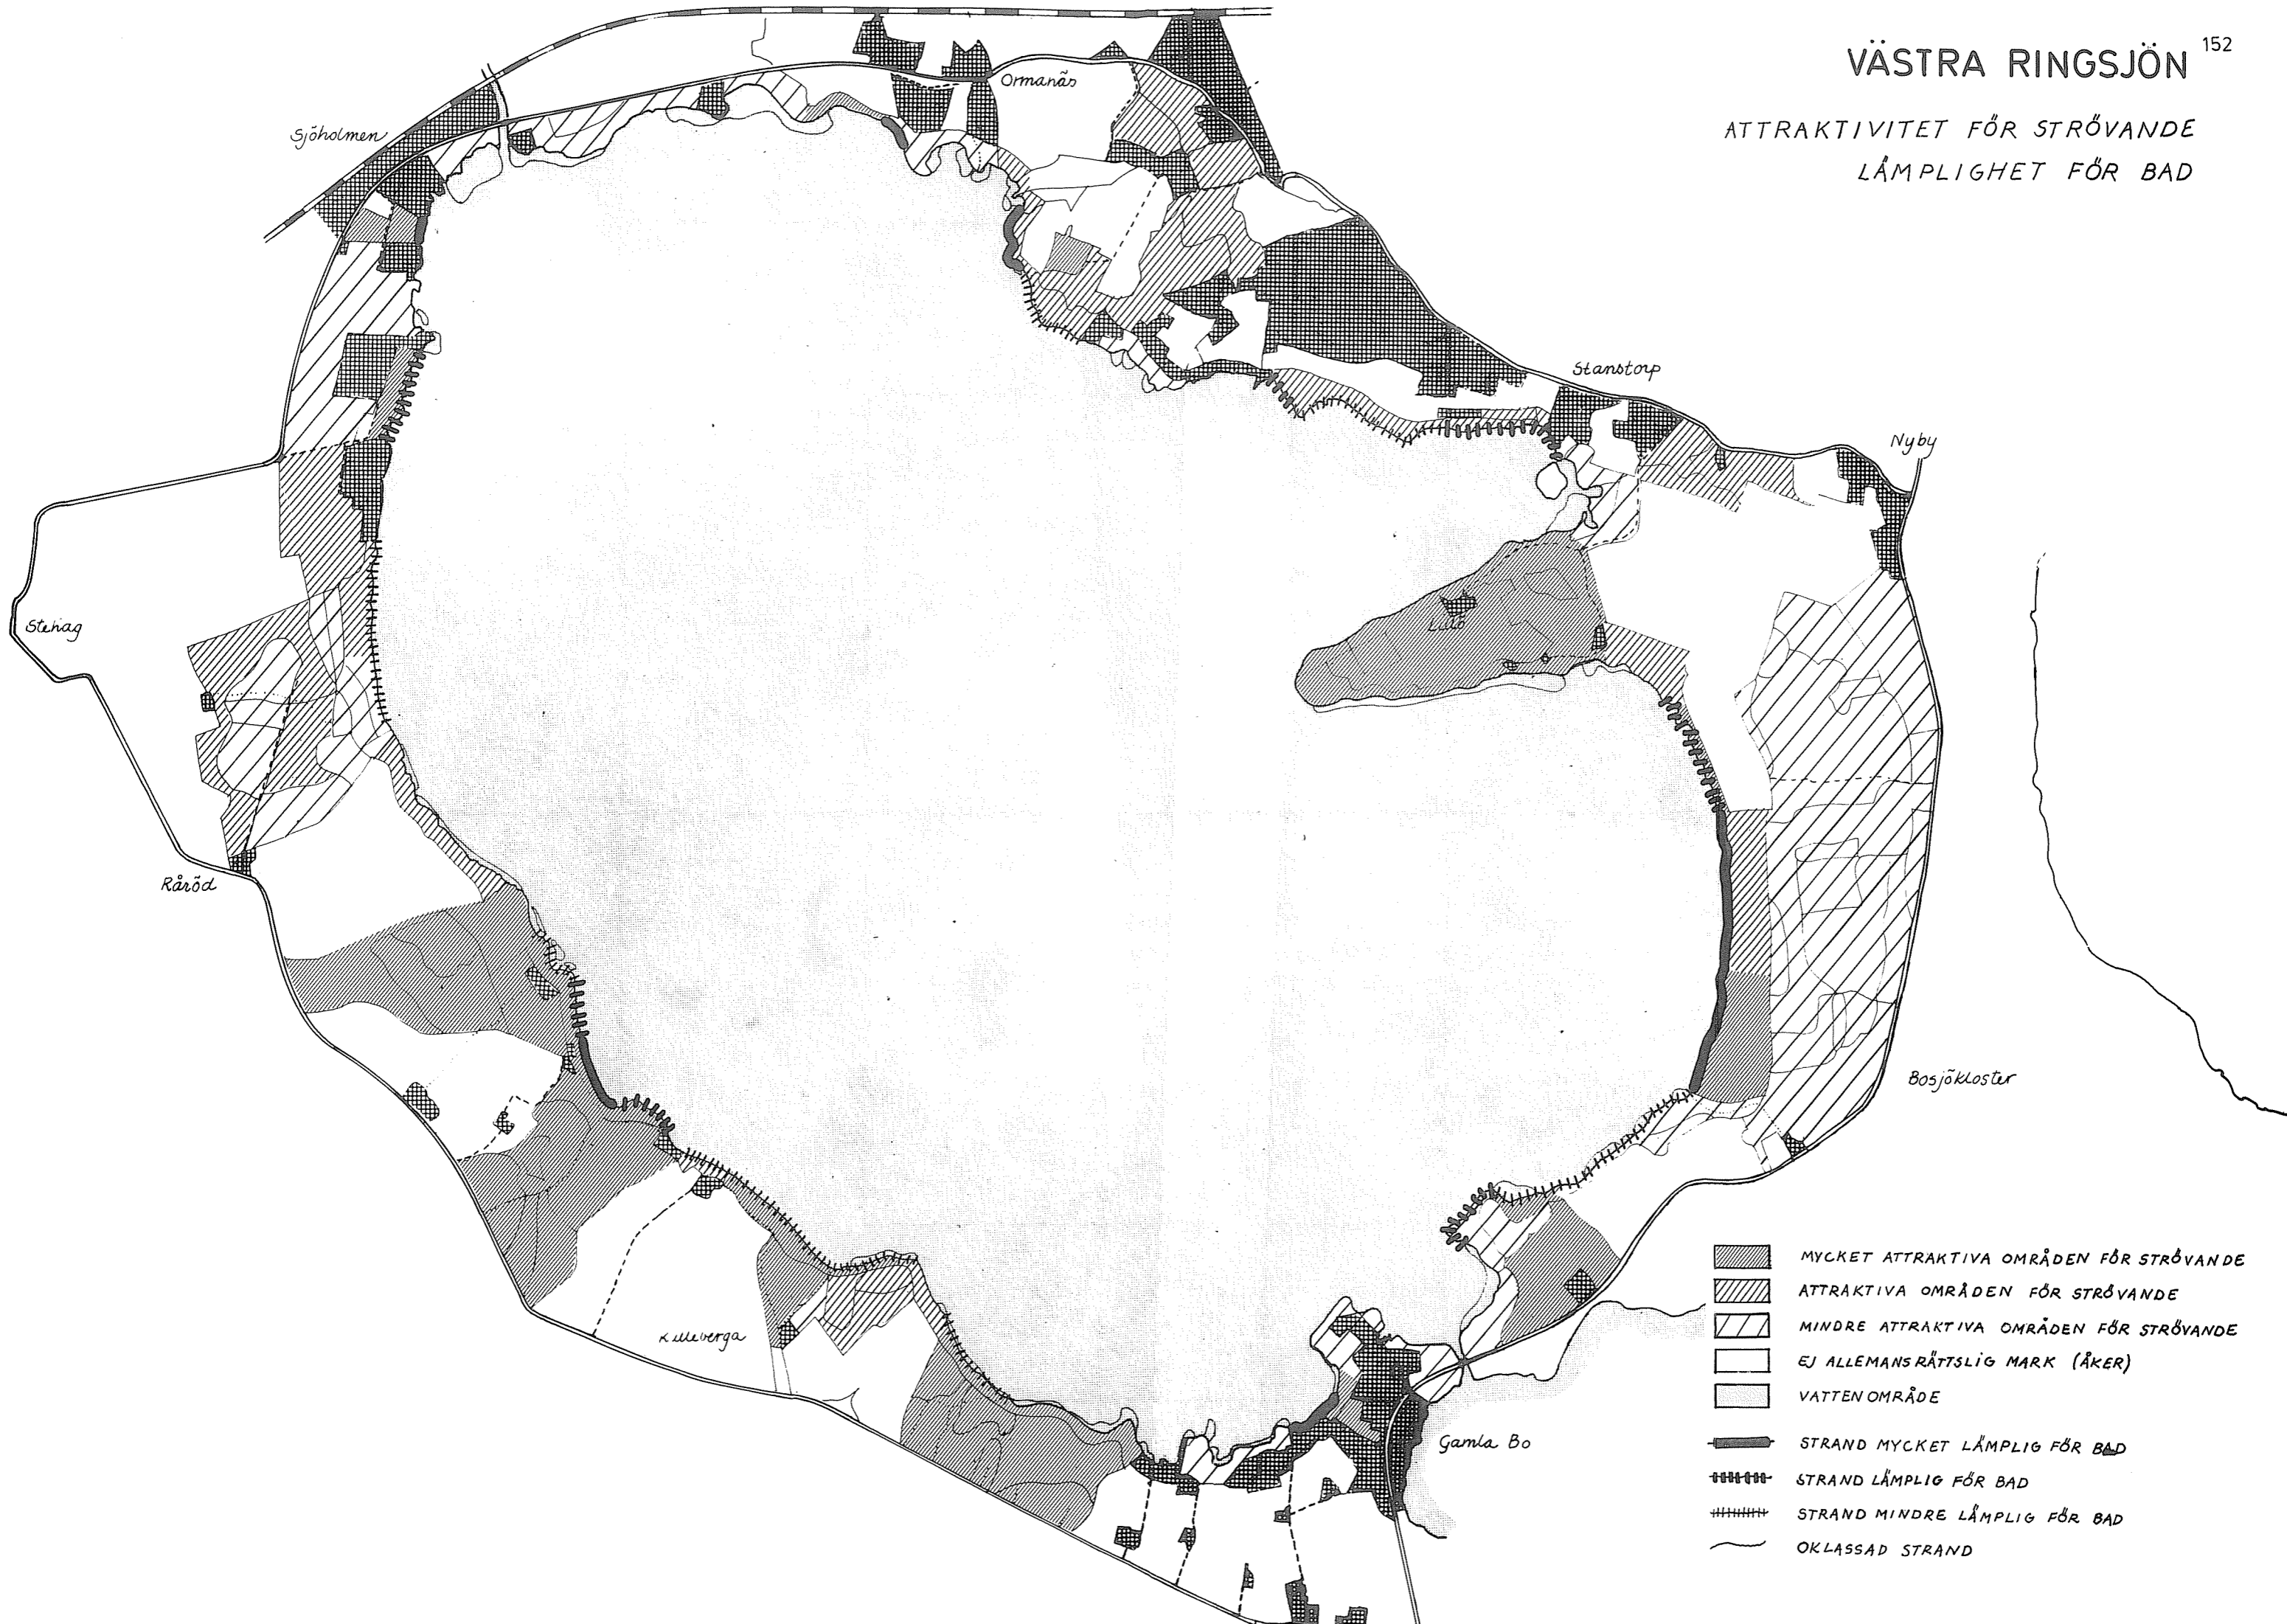 VÄSTRA RINGSJÖN 152
ATTRAKTIVITET FÖR STRÖVANDE
LÄMPLIGHET FÖR BAD
Ormanäs
Sjöholmen
Stanstorp
Nyby
Stehag
Lillö
Råröd
Bosjökloster
Killeberga
Gamla Bo
MYCKET ATTRAKTIVA OMRÅDEN FÖR STRÖVANDE
ATTRAKTIVA OMRÅDEN FÖR STRÖVANDE
MINDRE ATTRAKTIVA OMRÅDEN FÖR STRÖVANDE
EJ ALLEMANSRÄTTSLIG MARK (ÅKER)
VATTENOMRÅDE
STRAND MYCKET LÄMPLIG FÖR BAD
STRAND LÄMPLIG FÖR BAD
STRAND MINDRE LÄMPLIG FÖR BAD
OKLASSAD STRAND